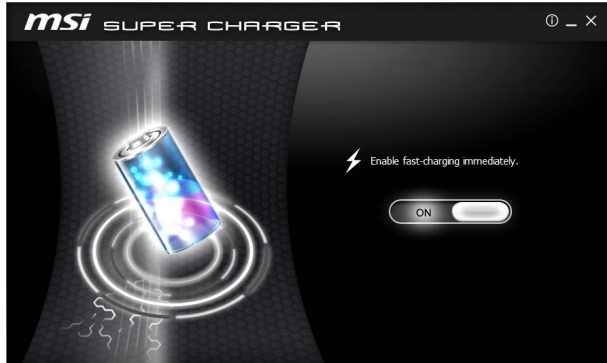 msi SUPER CHARGER
Enable fast-charging immediately.
ON